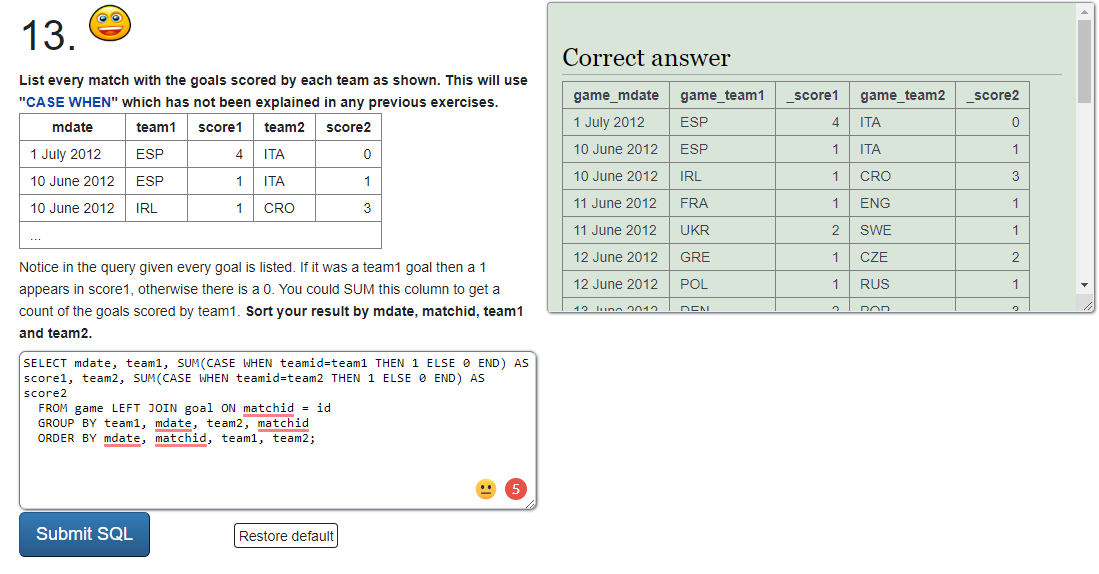 13.
List every match with the goals scored by each team as shown. This will use
"CASE WHEN" which has not been explained in any previous exercises.
mdate team1 score1 team2 score2
1 July 2012 ESP 4 ITA 0
10 June 2012 ESP 1 ITA 1
10 June 2012 IRL 1 CRO 3
...
Notice in the query given every goal is listed. If it was a team1 goal then a 1
appears in score1, otherwise there is a 0. You could SUM this column to get a
count of the goals scored by team1. Sort your result by mdate, matchid, team1
and team2.
SELECT mdate, team1, SUM(CASE WHEN teamid=team1 THEN 1 ELSE 0 END) AS
score1, team2, SUM(CASE WHEN teamid=team2 THEN 1 ELSE 0 END) AS
score2
FROM game LEFT JOIN goal ON matchid = id
GROUP BY team1, mdate, team2, matchid
ORDER BY mdate, matchid, team1, team2;
5
Submit SQL
Restore default
Correct answer
game_mdate game_team1 _score1 game_team2 _score2
1 July 2012 ESP 4 ITA 0
10 June 2012 ESP 1 ITA 1
10 June 2012 IRL 1 CRO 3
11 June 2012 FRA 1 ENG 1
11 June 2012 UKR 2 SWE 1
12 June 2012 GRE 1 CZE 2
12 June 2012 POL 1 RUS 1
13 June 2012 DEN 2 POR 3